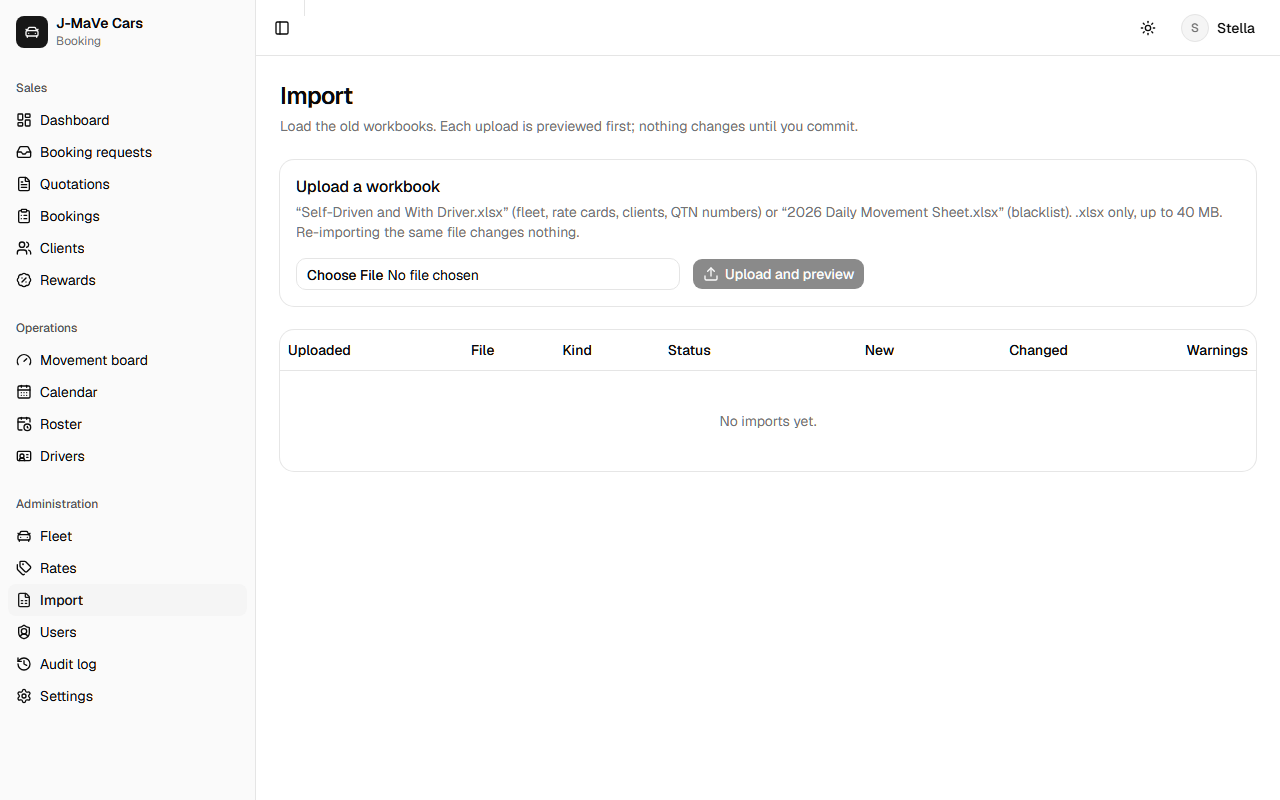 J-MaVe Cars
Booking
Sales
Dashboard
Booking requests
Quotations
Bookings
Clients
Rewards
Operations
Movement board
Calendar
Roster
Drivers
Administration
Fleet
Rates
Import
Users
Audit log
Settings
S Stella
Import
Load the old workbooks. Each upload is previewed first; nothing changes until you commit.
Upload a workbook
“Self-Driven and With Driver.xlsx” (fleet, rate cards, clients, QTN numbers) or “2026 Daily Movement Sheet.xlsx” (blacklist). .xlsx only, up to 40 MB.
Re-importing the same file changes nothing.
Choose File No file chosen Upload and preview
Uploaded File Kind Status New Changed Warnings
No imports yet.